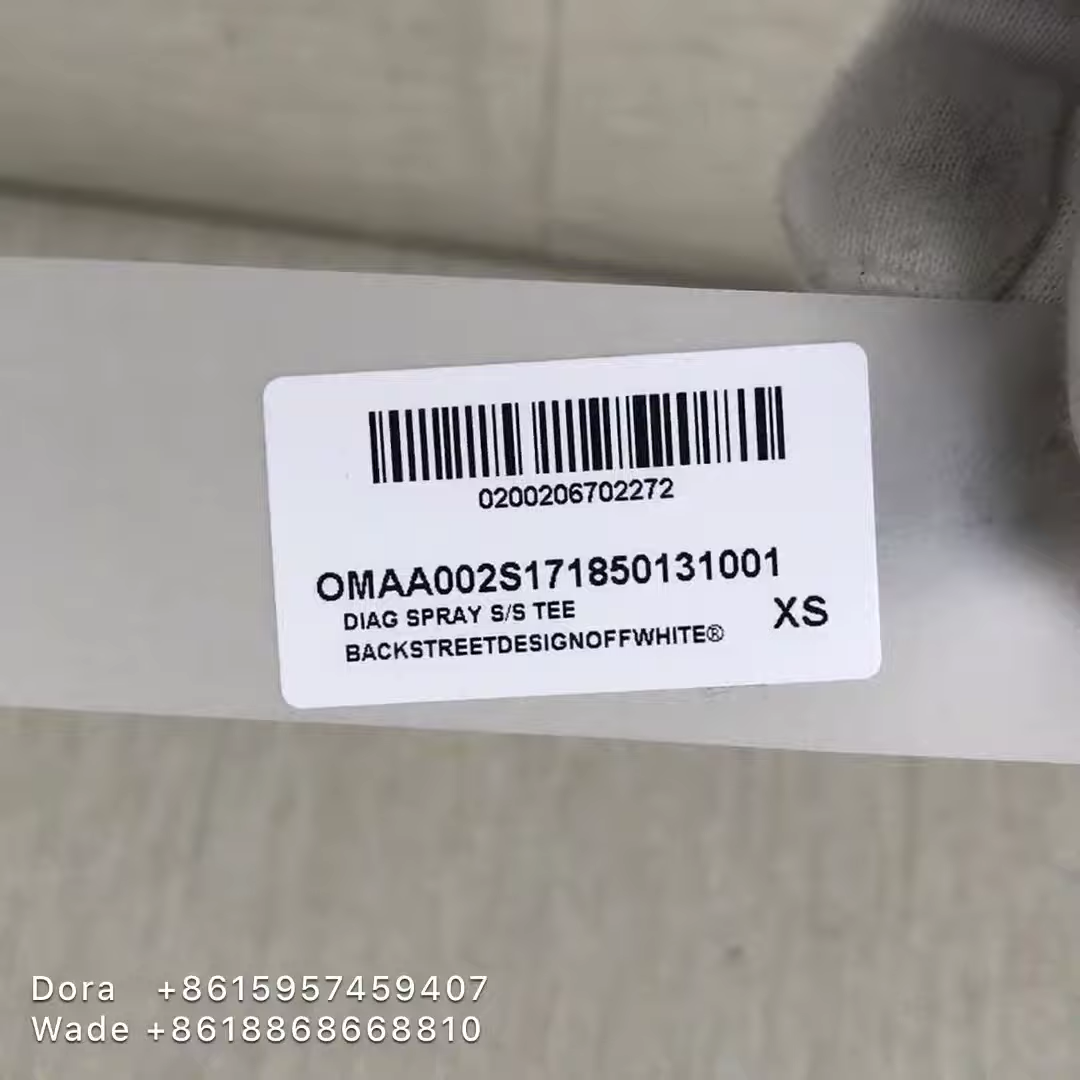 0200206702272
OMAA002S171850131001
DIAG SPRAY S/S TEE
XS
BACKSTREETDESIGNOFFWHITE®
Dora +8615957459407
Wade +8618868668810